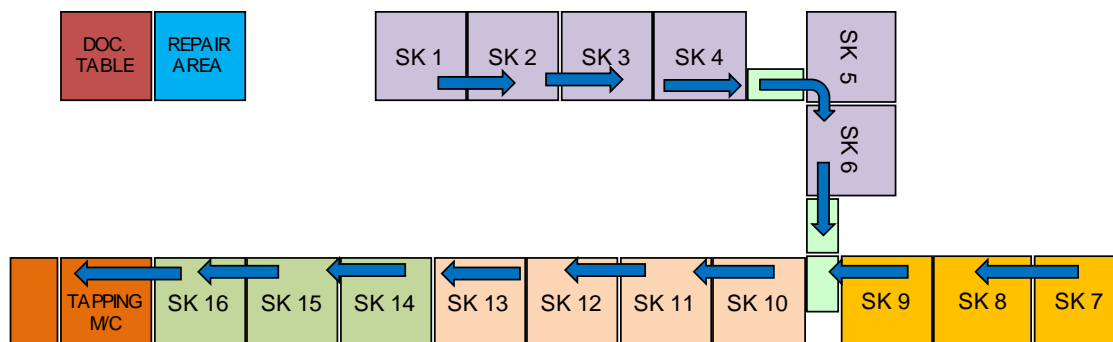 DOC.
TABLE
REPAIR
AREA
SK 1
SK 2
SK 3
SK 4
SK 5
SK 6
TAPPING
M/C
SK 16
SK 15
SK 14
SK 13
SK 12
SK 11
SK 10
SK 9
SK 8
SK 7